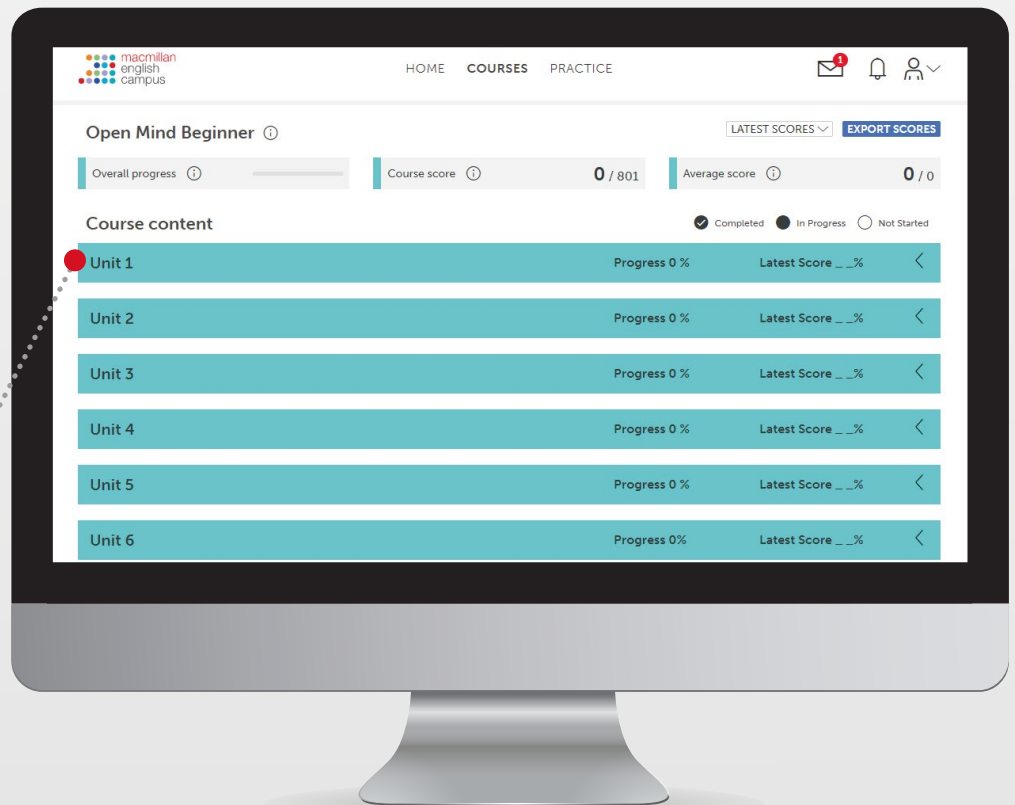 macmillan
english
campus
HOME COURSES PRACTICE
1
Open Mind Beginner
LATEST SCORES EXPORT SCORES
Overall progress Course score 0 / 801 Average score 0 / 0
Course content Completed In Progress Not Started
Unit 1 Progress 0 % Latest Score _ _%
Unit 2 Progress 0 % Latest Score _ _%
Unit 3 Progress 0 % Latest Score _ _%
Unit 4 Progress 0 % Latest Score _ _%
Unit 5 Progress 0 % Latest Score _ _%
Unit 6 Progress 0% Latest Score _ _%